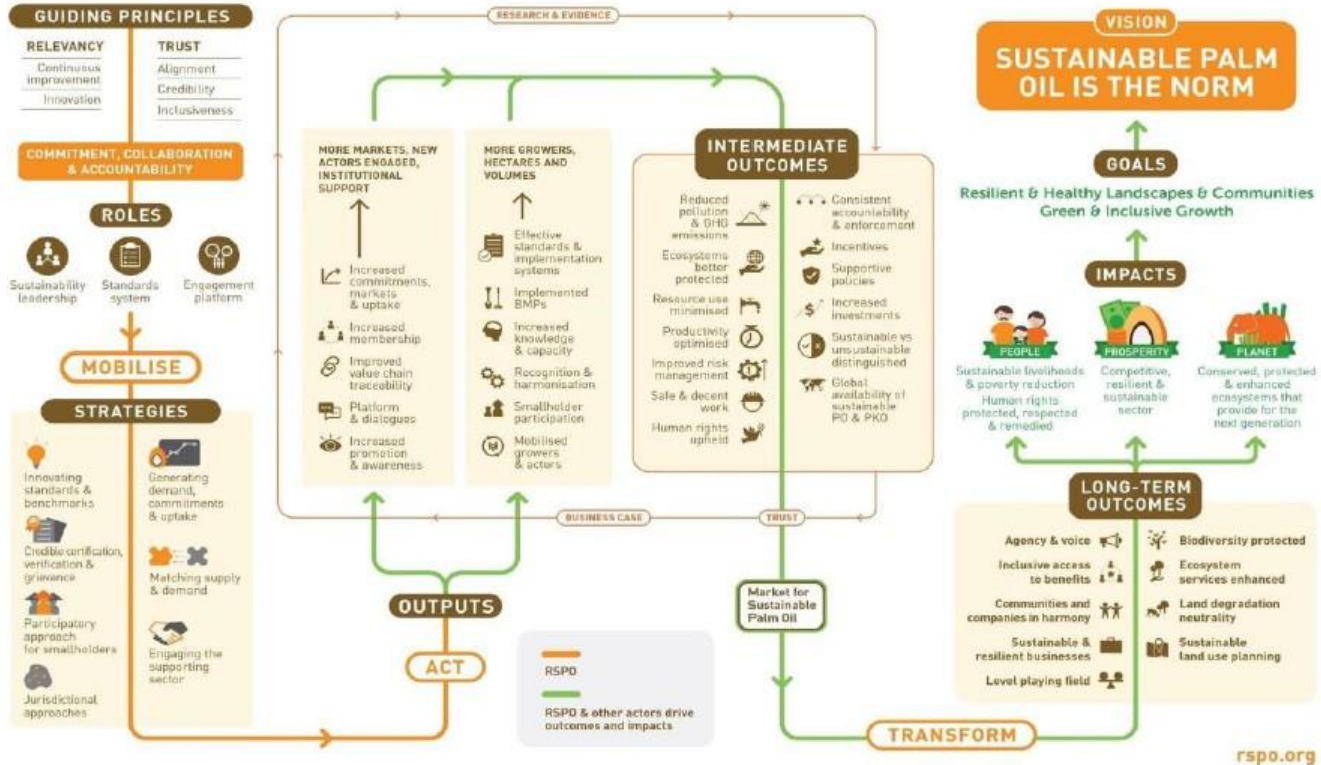 GUIDING PRINCIPLES
RELEVANCY
Continuous
improvement
Innovation
TRUST
Alignment
Credibility
Inclusiveness
COMMITMENT, COLLABORATION
& ACCOUNTABILITY
ROLES
Sustainability
leadership
Standards
system
Engagement
platform
MOBILISE
STRATEGIES
Innovating
standards &
benchmarks
Credible certification,
verification &
grievance
Participatory
approach
for smallholders
Jurisdictional
approaches
Generating
demand,
commitments
& uptake
Matching supply
& demand
Engaging the
supporting
sector
RESEARCH & EVIDENCE
MORE MARKETS, NEW
ACTORS ENGAGED,
INSTITUTIONAL
SUPPORT
Increased
commitments,
markets
& uptake
Increased
membership
Improved
value chain
traceability
Platform
& dialogues
Increased
promotion
& awareness
MORE GROWERS,
HECTARES AND
VOLUMES
Effective
standards &
implementation
systems
Implemented
BMPs
Increased
knowledge
& capacity
Recognition &
harmonisation
Smallholder
participation
Mobilised
growers
& actors
BUSINESS CASE
TRUST
OUTPUTS
ACT
RSPO
RSPO & other actors drive
outcomes and impacts
INTERMEDIATE
OUTCOMES
Reduced
pollution
& GHG
emissions
Ecosystems
better
protected
Resource use
minimised
Productivity
optimised
Improved risk
management
Safe & decent
work
Human rights
upheld
Consistent
accountability
& enforcement
Incentives
Supportive
policies
Increased
investments
Sustainable vs
unsustainable
distinguished
Global
availability of
sustainable
PO & PKO
Market for
Sustainable
Palm Oil
TRANSFORM
VISION
SUSTAINABLE PALM
OIL IS THE NORM
GOALS
Resilient & Healthy Landscapes & Communities
Green & Inclusive Growth
IMPACTS
PEOPLE
Sustainable livelihoods
& poverty reduction
Human rights
protected, respected
& remedied
PROSPERITY
Competitive,
resilient &
sustainable
sector
PLANET
Conserved, protected
& enhanced
ecosystems that
provide for the
next generation
LONG-TERM
OUTCOMES
Agency & voice
Inclusive access
to benefits
Communities and
companies in harmony
Sustainable &
resilient businesses
Level playing field
Biodiversity protected
Ecosystem
services enhanced
Land degradation
neutrality
Sustainable
land use planning
rspo.org